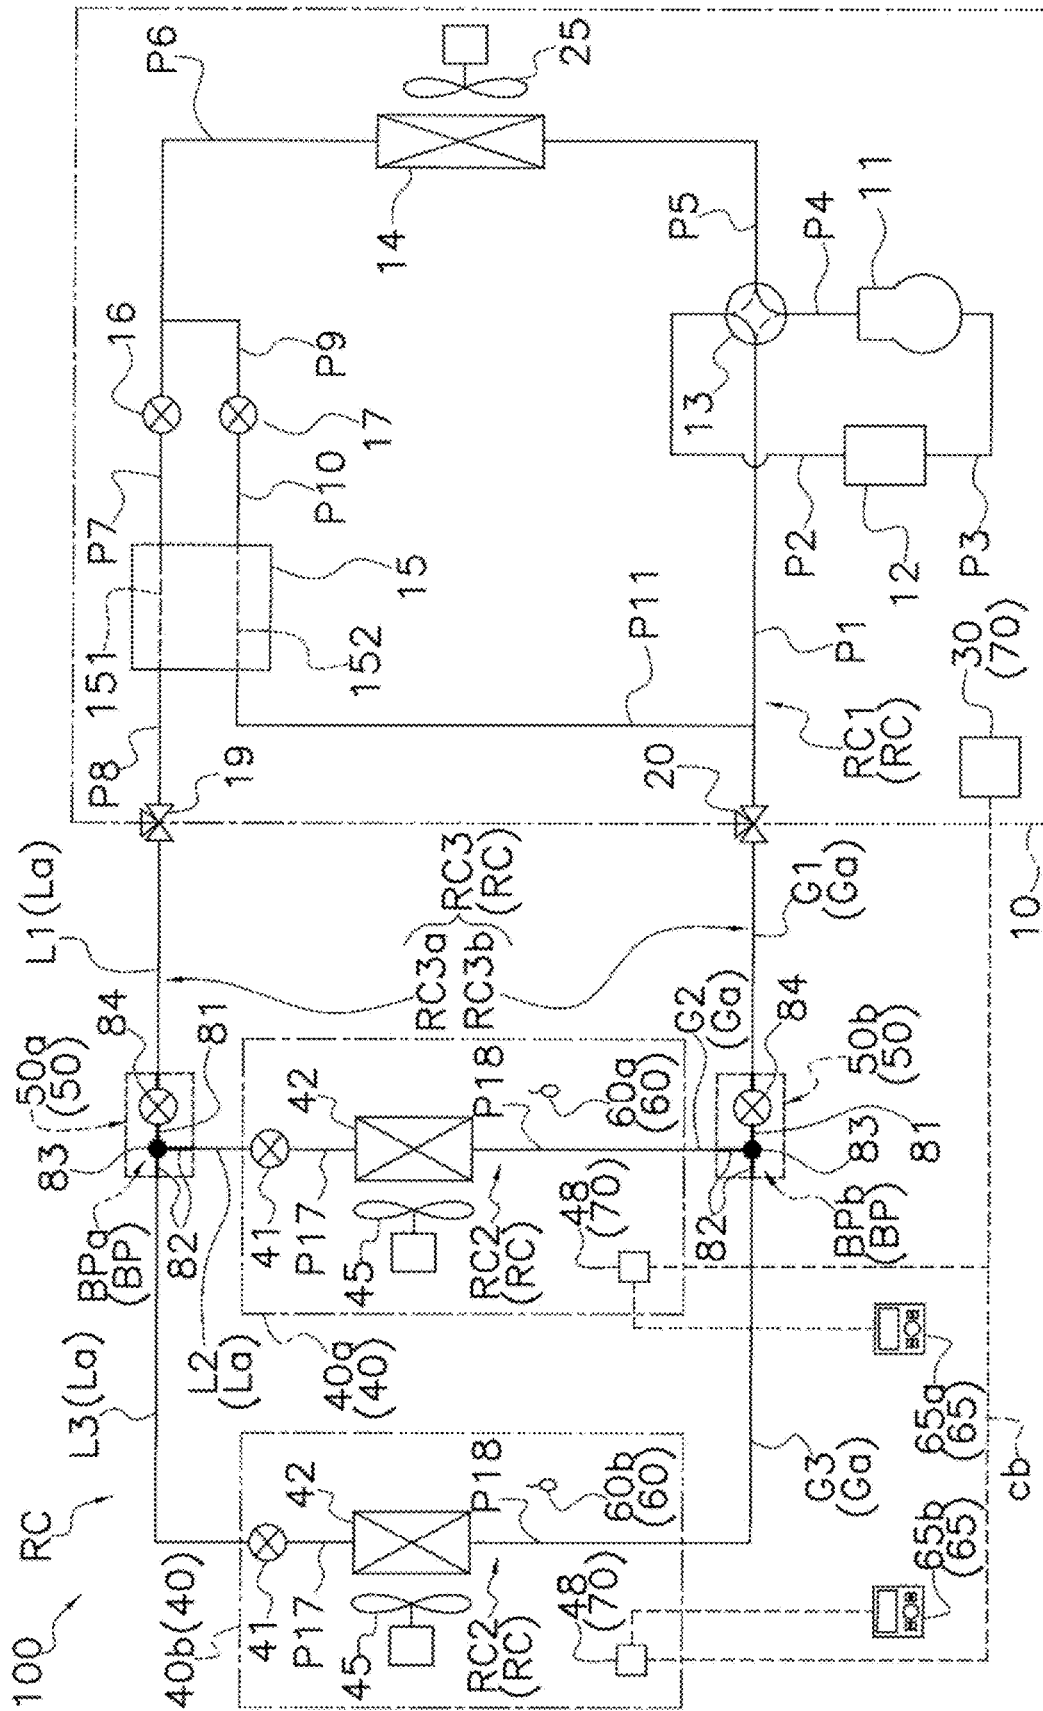 100
RC
L3(La)
BPa
(BP)
83
50a
(50)
84
81
82
L1(La)
P8
19
151
P7
16
P6
25
14
P9
17
P10
15
152
P11
P5
13
P4
11
P2
12
P3
P1
RC1
(RC)
30
(70)
20
10
RC3a
RC3b
RC3
(RC)
G1
(Ga)
G2
(Ga)
84
50b
(50)
81
83
82
BPb
(BP)
L2
(La)
40a
(40)
41
P17
42
45
P18
60a
(60)
RC2
(RC)
48
(70)
40b(40)
41
P17
42
45
P18
60b
(60)
RC2
(RC)
48
(70)
G3
(Ga)
65a
(65)
65b
(65)
cb